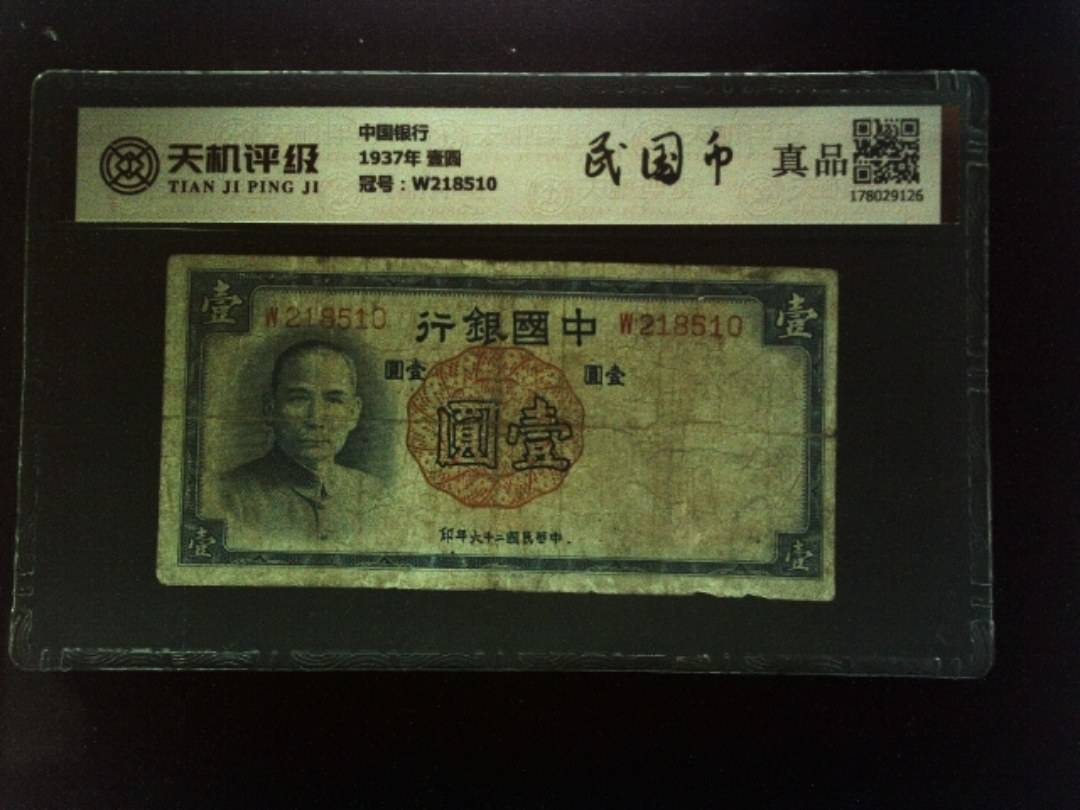 天机评级
TIAN JI PING JI
中国银行
1937年 壹圆
冠号：W218510
民国币
真品
178029126
壹
壹
W218510
行銀國中
W218510
圓壹
圓壹
圓壹
印年六十二國民華中
壹
壹